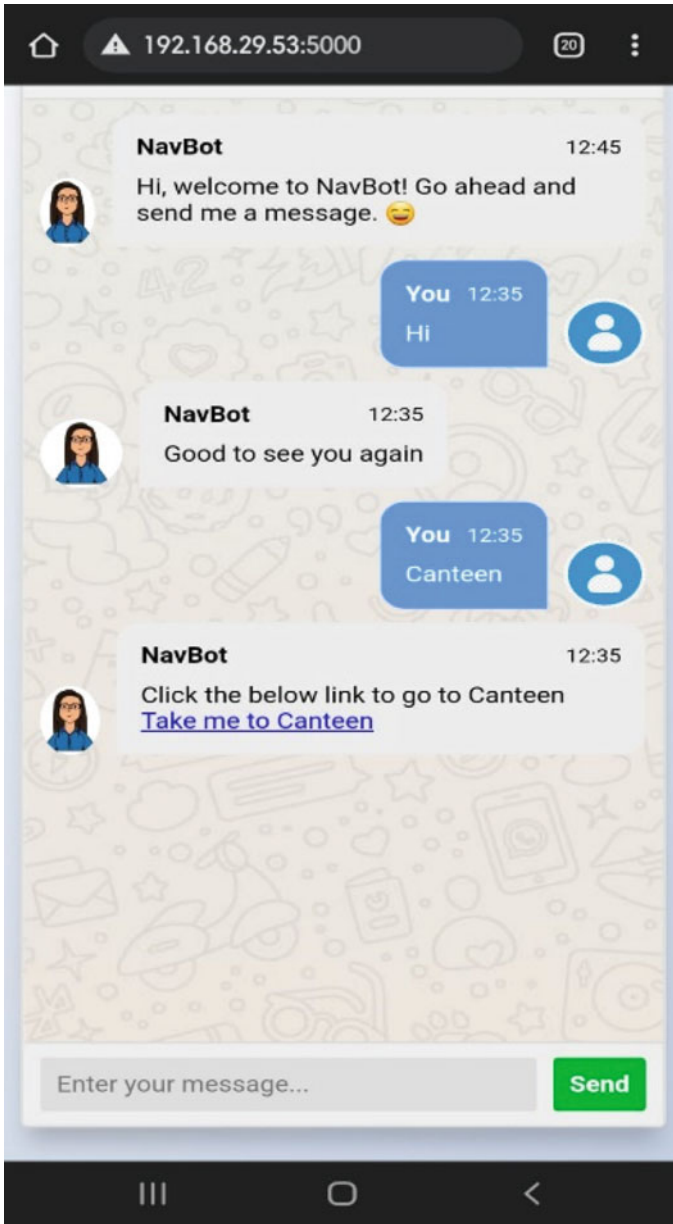 192.168.29.53:5000
20
NavBot 12:45
Hi, welcome to NavBot! Go ahead and
send me a message. 😄
You 12:35
Hi
NavBot 12:35
Good to see you again
You 12:35
Canteen
NavBot 12:35
Click the below link to go to Canteen
Take me to Canteen
Enter your message...
Send